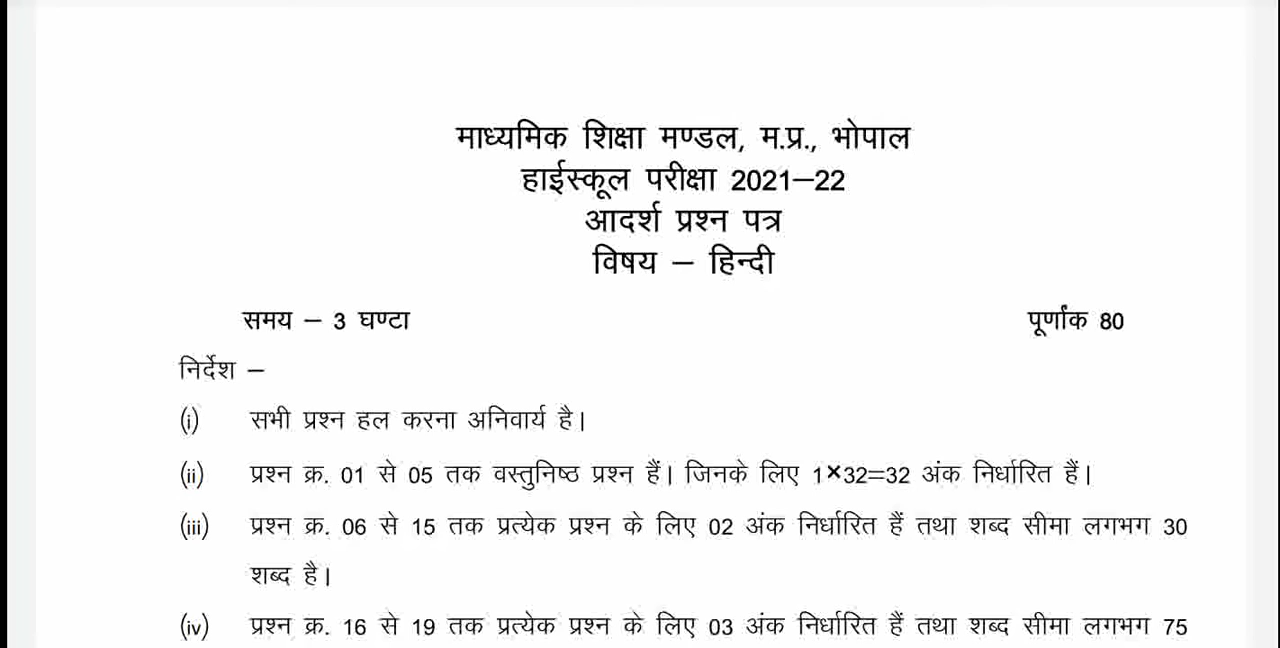 माध्यमिक शिक्षा मण्डल, म.प्र., भोपाल
हाईस्कूल परीक्षा 2021–22
आदर्श प्रश्न पत्र
विषय – हिन्दी
समय – 3 घण्टा पूर्णांक 80
निर्देश –
(i) सभी प्रश्न हल करना अनिवार्य है।
(ii) प्रश्न क्र. 01 से 05 तक वस्तुनिष्ठ प्रश्न हैं। जिनके लिए 1×32=32 अंक निर्धारित हैं।
(iii) प्रश्न क्र. 06 से 15 तक प्रत्येक प्रश्न के लिए 02 अंक निर्धारित हैं तथा शब्द सीमा लगभग 30
शब्द है।
(iv) प्रश्न क्र. 16 से 19 तक प्रत्येक प्रश्न के लिए 03 अंक निर्धारित हैं तथा शब्द सीमा लगभग 75